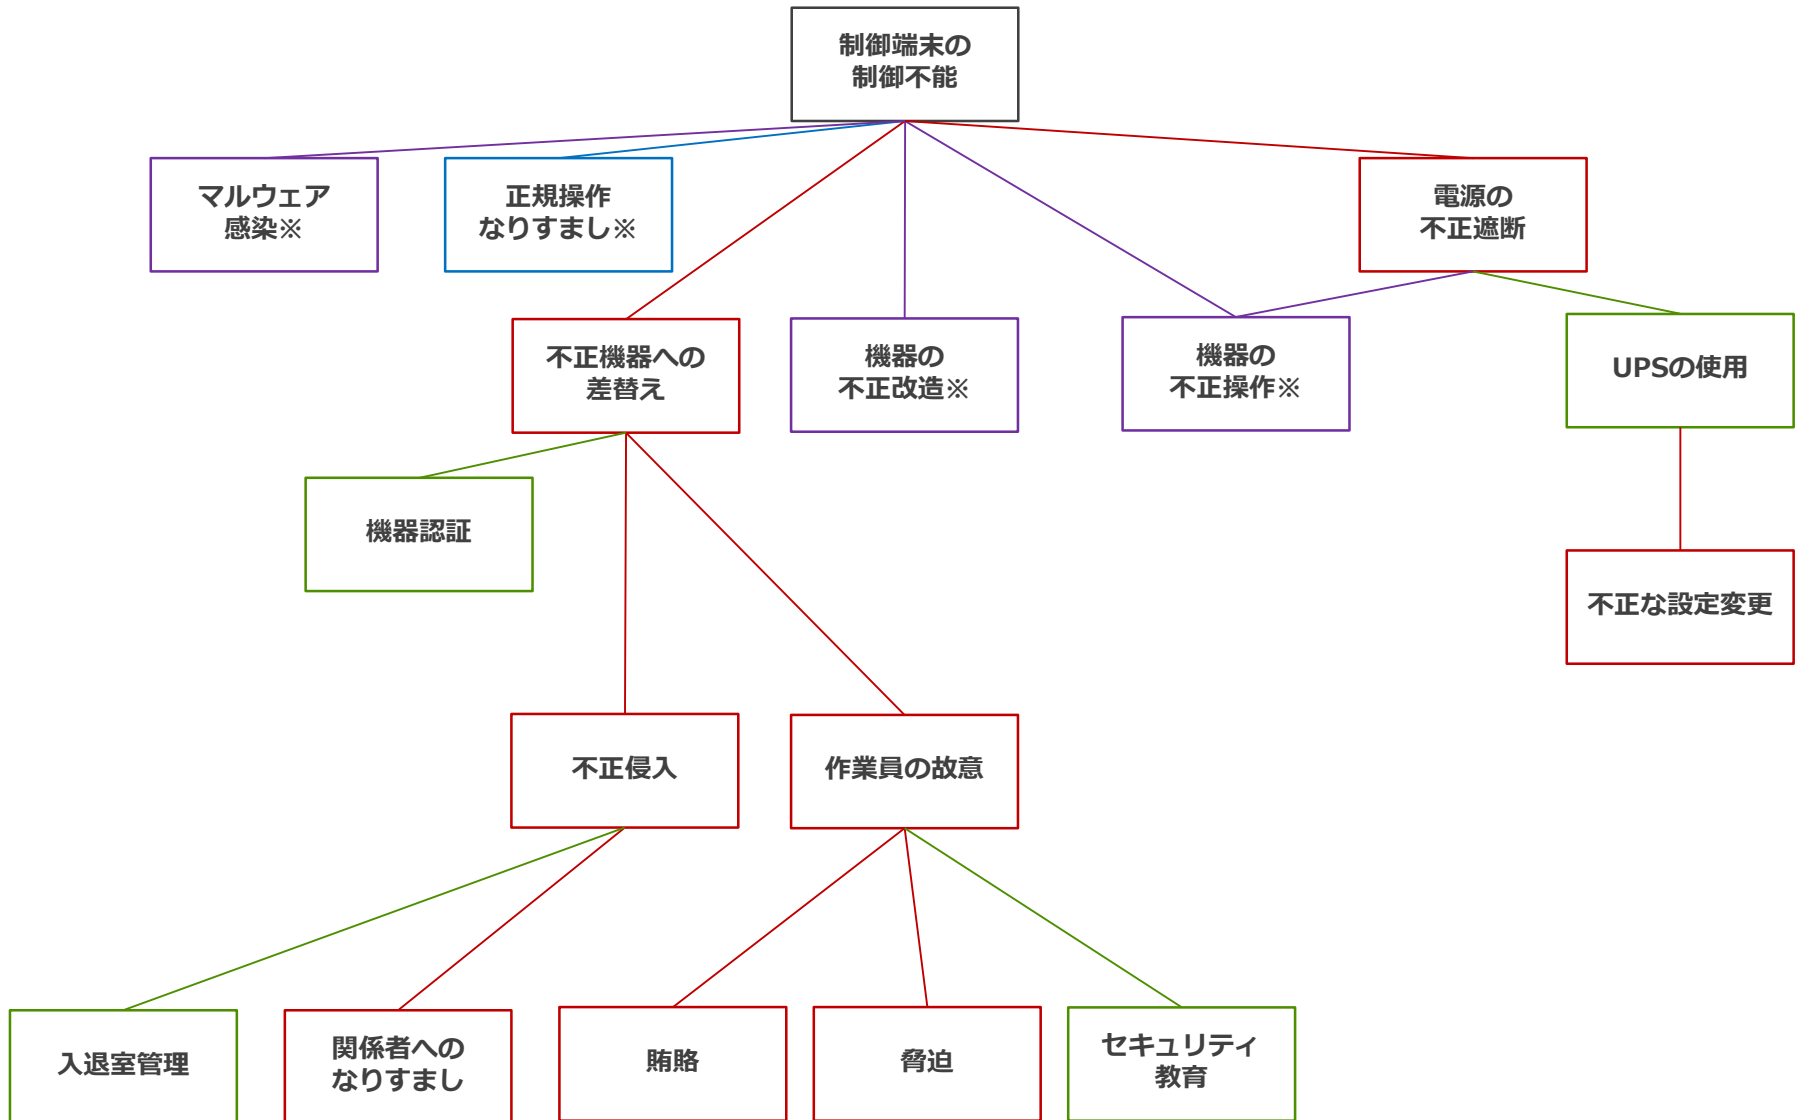 制御端末の
制御不能
マルウェア
感染※
正規操作
なりすまし※
電源の
不正遮断
不正機器への
差替え
機器の
不正改造※
機器の
不正操作※
UPSの使用
機器認証
不正な設定変更
不正侵入
作業員の故意
入退室管理
関係者への
なりすまし
賄賂
脅迫
セキュリティ
教育